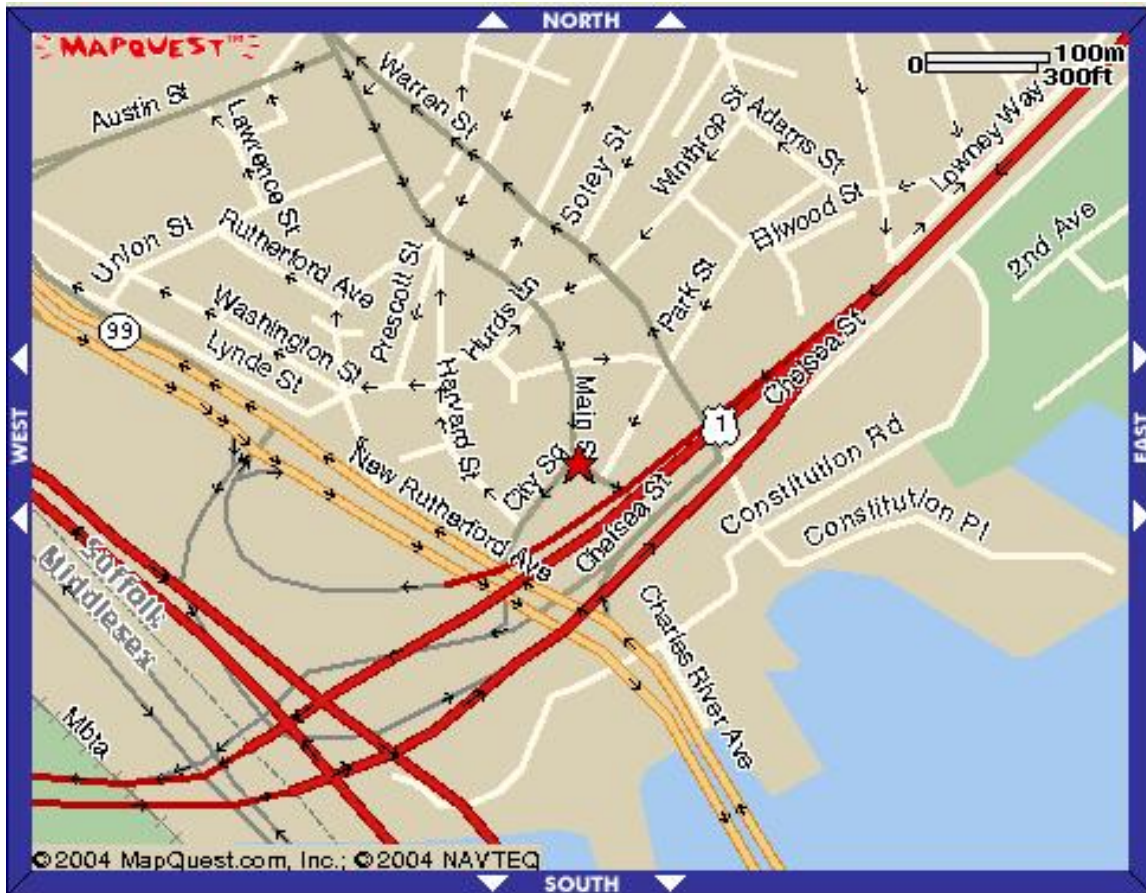 NORTH
MAPQUEST™
0
100m
300ft
Austin St
Warren St
Lawrence St
Soley St
Winthrop St
Adams St
Lowney Way
Union St
Rutherford Ave
Prescott St
Elwood St
2nd Ave
Park St
Hurds Ln
99
Washington St
Lynde St
Harvard St
Main St
Chelsea St
1
WEST
EAST
City Sq
New Rutherford Ave
Chelsea St
Constitution Rd
Constitution Pl
Suffolk
Middlesex
Charles River Ave
Mbta
©2004 MapQuest.com, Inc.; ©2004 NAVTEQ
SOUTH